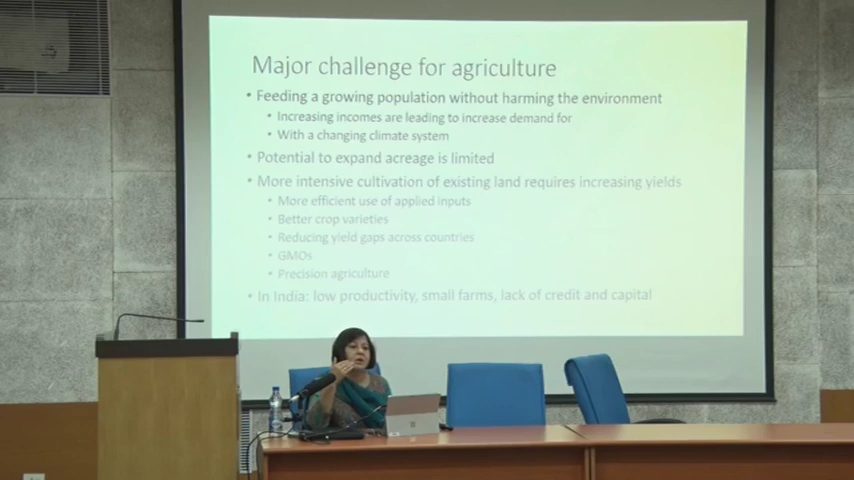 Major challenge for agriculture
• Feeding a growing population without harming the environment
• Increasing incomes are leading to increase demand for
• With a changing climate system
• Potential to expand acreage is limited
• More intensive cultivation of existing land requires increasing yields
• More efficient use of applied inputs
• Better crop varieties
• Reducing yield gaps across countries
• GMOs
• Precision agriculture
• In India: low productivity, small farms, lack of credit and capital